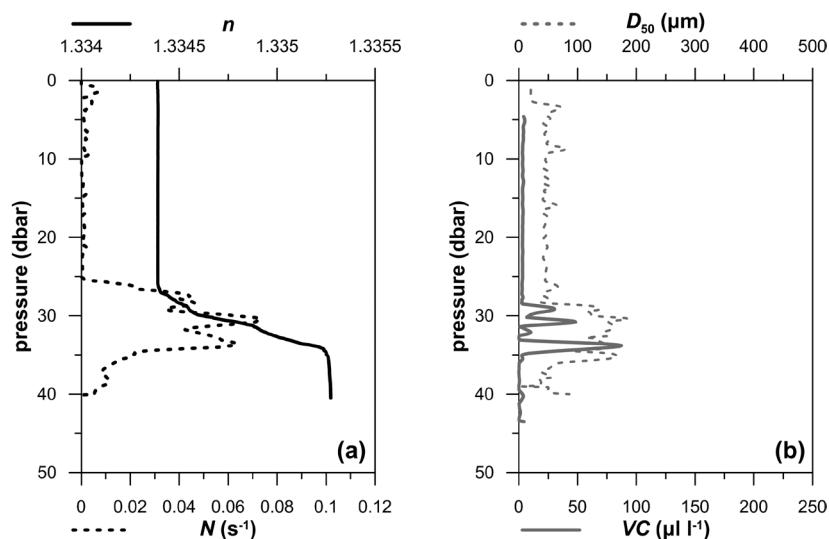 n
1.334 1.3345 1.335 1.3355
0
10
20
30
40
50
pressure (dbar)
(a)
0 0.02 0.04 0.06 0.08 0.1 0.12
N (s⁻¹)
D₅₀ (µm)
0 100 200 300 400 500
0
10
20
30
40
50
pressure (dbar)
(b)
0 50 100 150 200 250
VC (µl l⁻¹)